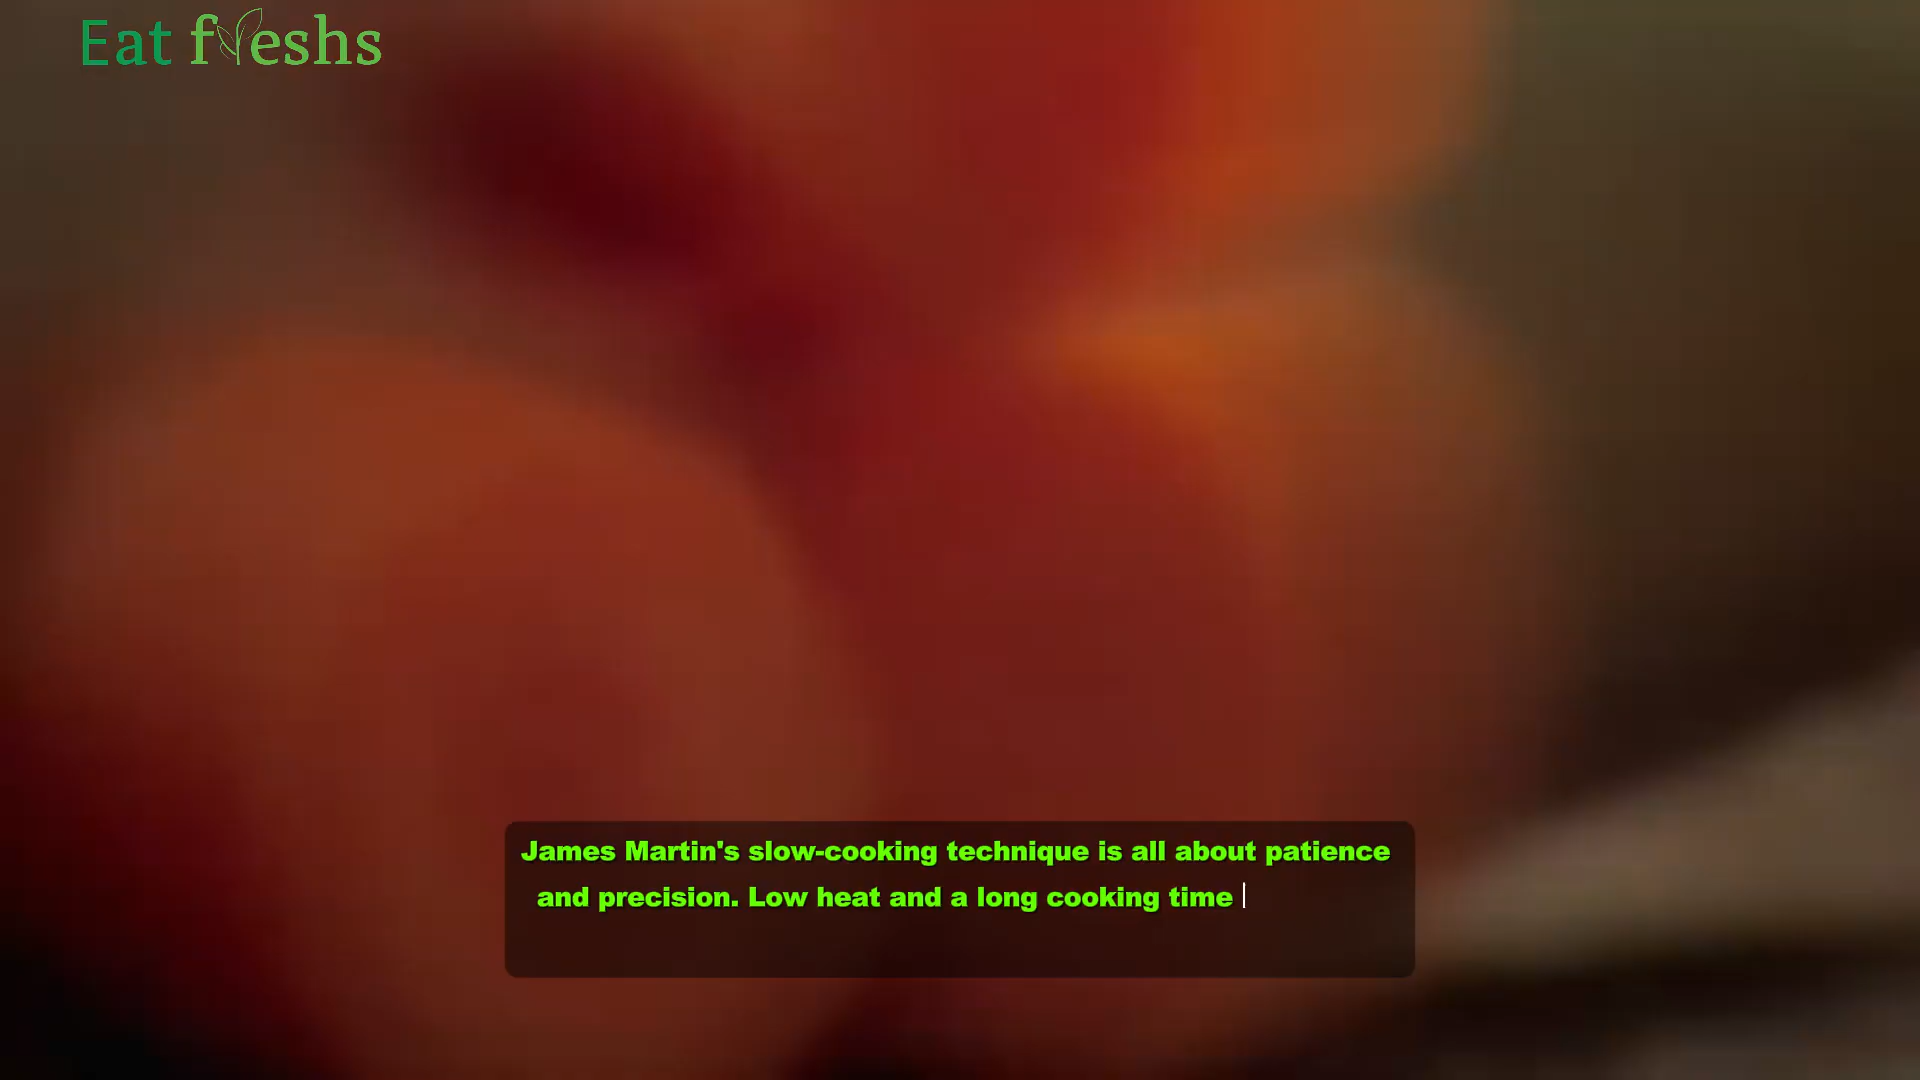 Eat freshs
James Martin's slow-cooking technique is all about patience
and precision. Low heat and a long cooking time